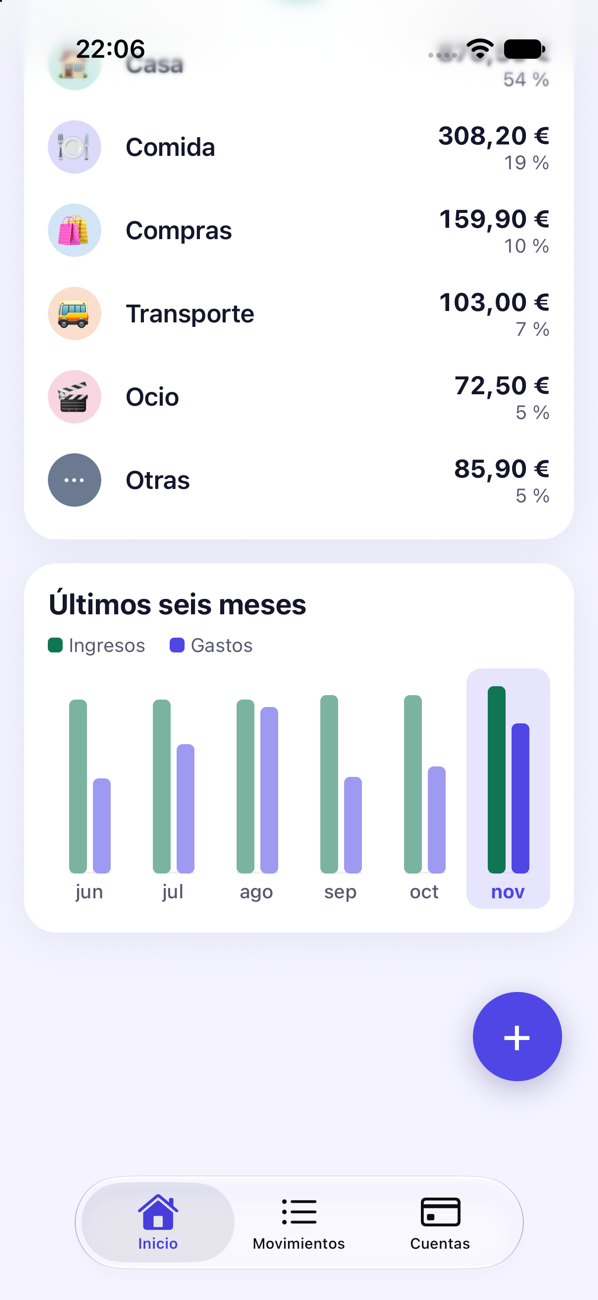 22:06
Casa
54 %
Comida
308,20 €
19 %
Compras
159,90 €
10 %
Transporte
103,00 €
7 %
Ocio
72,50 €
5 %
Otras
85,90 €
5 %
Últimos seis meses
Ingresos Gastos
jun jul ago sep oct nov
Inicio Movimientos Cuentas